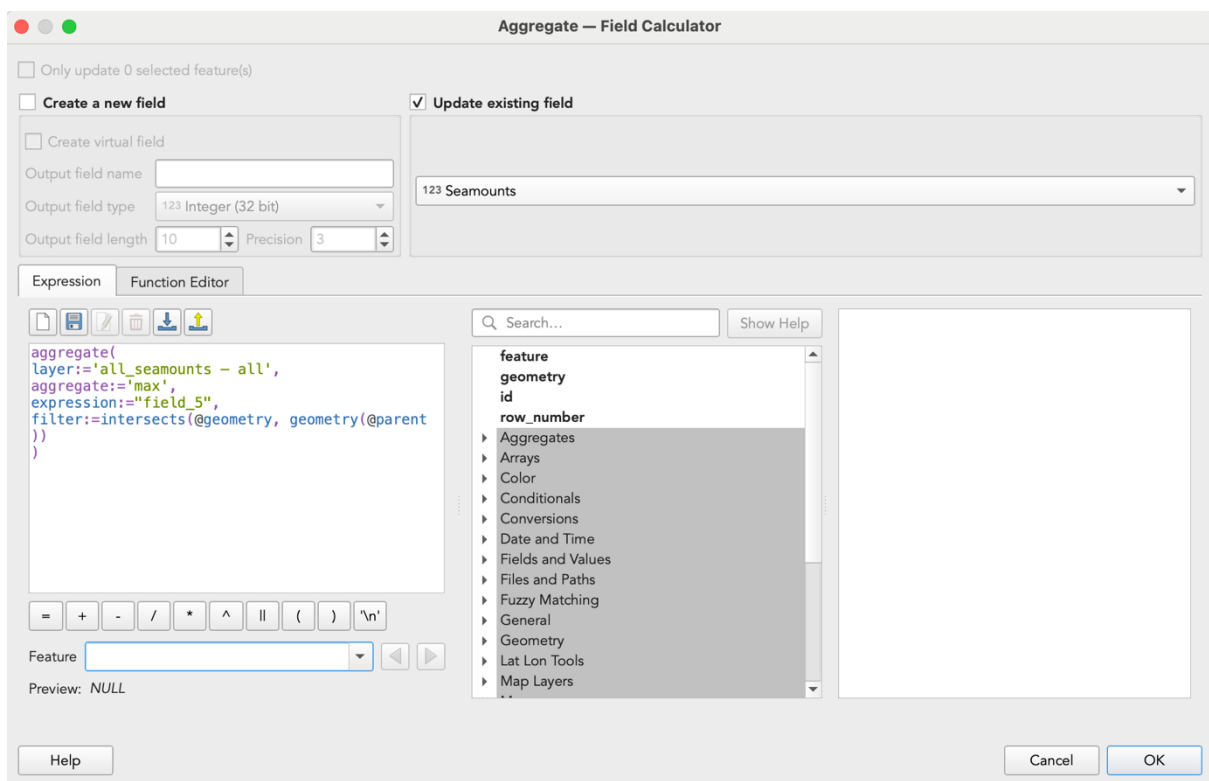 Aggregate — Field Calculator
Only update 0 selected feature(s)
Create a new field
Update existing field
Create virtual field
Output field name
123 Seamounts
Output field type 123 Integer (32 bit)
Output field length 10 Precision 3
Expression Function Editor
Search... Show Help
aggregate(
layer:='all_seamounts — all',
aggregate:='max',
expression:="field_5",
filter:=intersects(@geometry, geometry(@parent
))
)
feature
geometry
id
row_number
Aggregates
Arrays
Color
Conditionals
Conversions
Date and Time
Fields and Values
Files and Paths
Fuzzy Matching
General
Geometry
Lat Lon Tools
Map Layers
= + - / * ^ || ( ) '\n'
Feature
Preview: NULL
Help Cancel OK